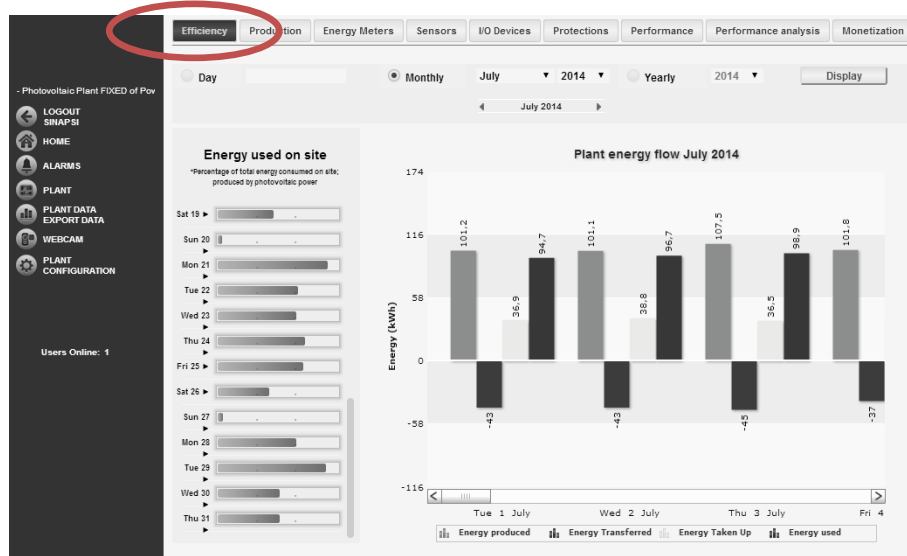 Efficiency Production Energy Meters Sensors I/O Devices Protections Performance Performance analysis Monetization
Day Monthly July 2014 Yearly 2014 Display
July 2014
- Photovoltaic Plant FIXED of Pov
LOGOUT
SINAPSI
HOME
ALARMS
PLANT
PLANT DATA
EXPORT DATA
WEBCAM
PLANT
CONFIGURATION
Users Online: 1
Energy used on site
*Percentage of total energy consumed on site;
produced by photovoltaic power
Sat 19
Sun 20
Mon 21
Tue 22
Wed 23
Thu 24
Fri 25
Sat 26
Sun 27
Mon 28
Tue 29
Wed 30
Thu 31
Plant energy flow July 2014
Energy (kWh)
174
116
58
0
-58
-116
101,2
-43
36,9
94,7
101,1
-43
38,8
96,7
107,5
-45
36,5
98,9
101,8
-37
Tue 1 July Wed 2 July Thu 3 July Fri 4
Energy produced Energy Transferred Energy Taken Up Energy used